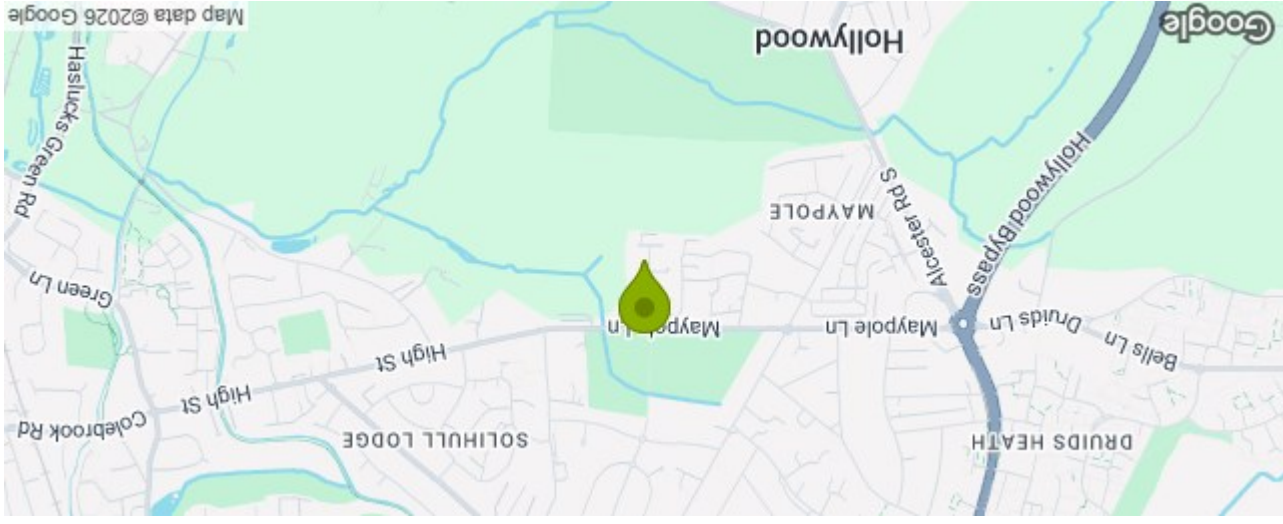 DRUIDS HEATH
SOLIHULL LODGE
Colebrook Rd
High St
High St
Bells Ln
Druids Ln
Maypole Ln
Maypole Ln
Green Ln
Hollywood Bypass
Alcester Rd S
MAYPOLE
Haslucks Green Rd
Hollywood
Google
Map data ©2026 Google